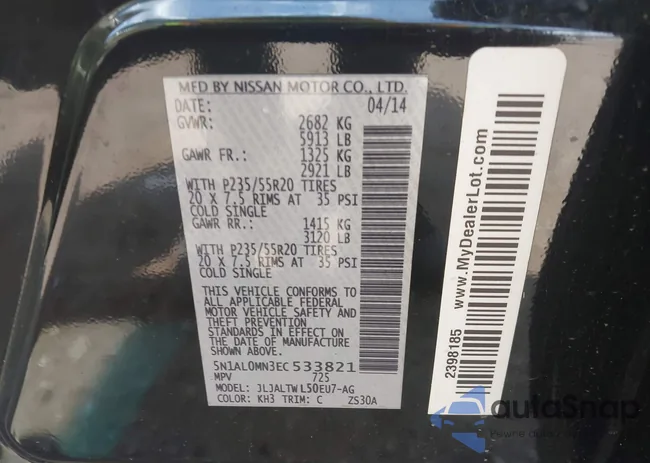 MFD BY NISSAN MOTOR CO., LTD.
DATE: 04/14
GVWR: 2682 KG
5913 LB
GAWR FR.: 1325 KG
2921 LB
WITH P235/55R20 TIRES
20 X 7.5 RIMS AT 35 PSI
COLD SINGLE
GAWR RR.: 1415 KG
3120 LB
WITH P235/55R20 TIRES
20 X 7.5 RIMS AT 35 PSI
COLD SINGLE
THIS VEHICLE CONFORMS TO
ALL APPLICABLE FEDERAL
MOTOR VEHICLE SAFETY AND
THEFT PREVENTION
STANDARDS IN EFFECT ON
THE DATE OF MANUFACTURE
SHOWN ABOVE.
5N1AL0MN3EC533821
MPV 725
MODEL: JLJALTWL50EU7-AG
COLOR: KH3 TRIM: C ZS30A
www.MyDealerLot.com
2398185
autoSnap